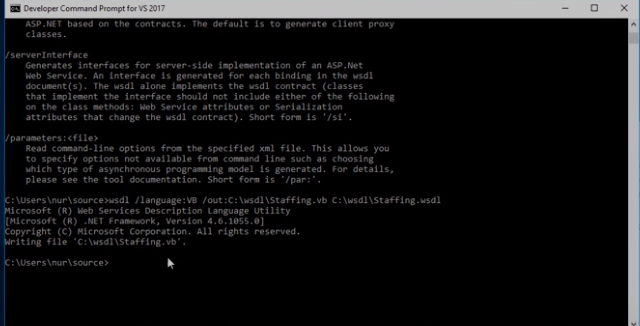 Developer Command Prompt for VS 2017
ASP.NET based on the contracts. The default is to generate client proxy
classes.
/serverInterface
Generates interfaces for server-side implementation of an ASP.Net
Web Service. An interface is generated for each binding in the wsdl
document(s). The wsdl alone implements the wsdl contract (classes
that implement the interface should not include either of the following
on the class methods: Web Service attributes or Serialization
attributes that change the wsdl contract). Short form is '/si'.
/parameters:<file>
Read command-line options from the specified xml file. This allows you
to specify options not available from command line such as choosing
which type of asynchronous programming model is generated. For details,
please see the tool documentation. Short form is '/par:'.
C:\Users\nur\source>wsdl /language:VB /out:C:\wsdl\Staffing.vb C:\wsdl\Staffing.wsdl
Microsoft (R) Web Services Description Language Utility
[Microsoft (R) .NET Framework, Version 4.6.1055.0]
Copyright (C) Microsoft Corporation. All rights reserved.
Writing file 'C:\wsdl\Staffing.vb'.
C:\Users\nur\source>